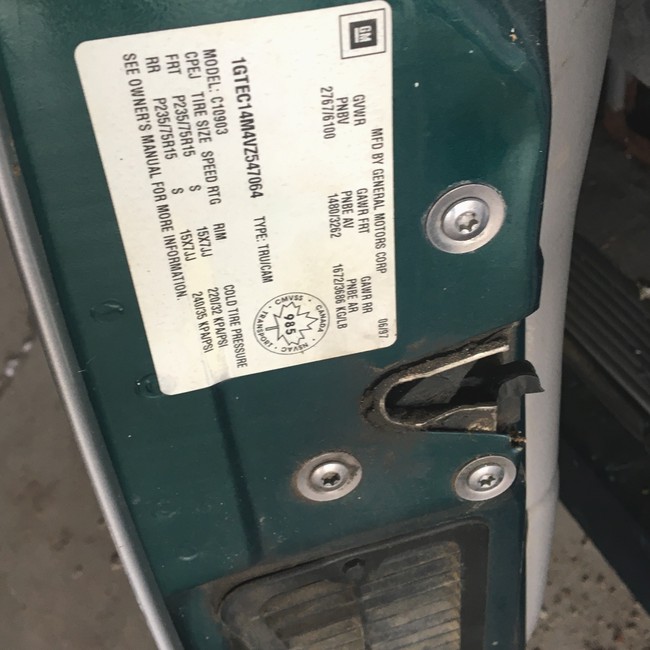 GM
MFD BY GENERAL MOTORS CORP 06/97
GVWR GAWR FRT GAWR RR
PNBV PNBE AV PNBE AR
2767/6100 1480/3262 1672/3686 KG/LB
1GTEC14M4VZ547064 TYPE: TRU/CAM
MODEL: C10903
CPEJ TIRE SIZE SPEED RTG RIM COLD TIRE PRESSURE
FRT P235/75R15 S 15X7JJ 220/32 KPA/PSI
RR P235/75R15 S 15X7JJ 240/35 KPA/PSI
SEE OWNER'S MANUAL FOR MORE INFORMATION.
CANADA • CMVSS • TRANSPORT • NSVAC
985